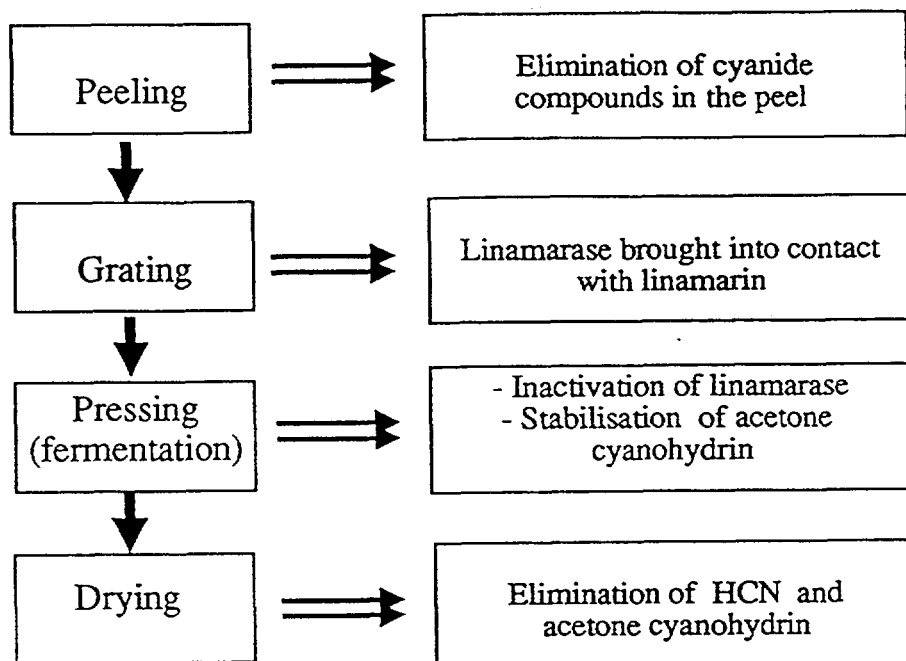 Peeling
Elimination of cyanide
compounds in the peel
Grating
Linamarase brought into contact
with linamarin
Pressing
(fermentation)
- Inactivation of linamarase
- Stabilisation of acetone
cyanohydrin
Drying
Elimination of HCN and
acetone cyanohydrin